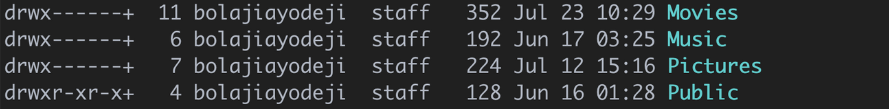 drwx------+  11 bolajiayodeji  staff   352 Jul 23 10:29 Movies
drwx------+   6 bolajiayodeji  staff   192 Jun 17 03:25 Music
drwx------+   7 bolajiayodeji  staff   224 Jul 12 15:16 Pictures
drwxr-xr-x+   4 bolajiayodeji  staff   128 Jun 16 01:28 Public